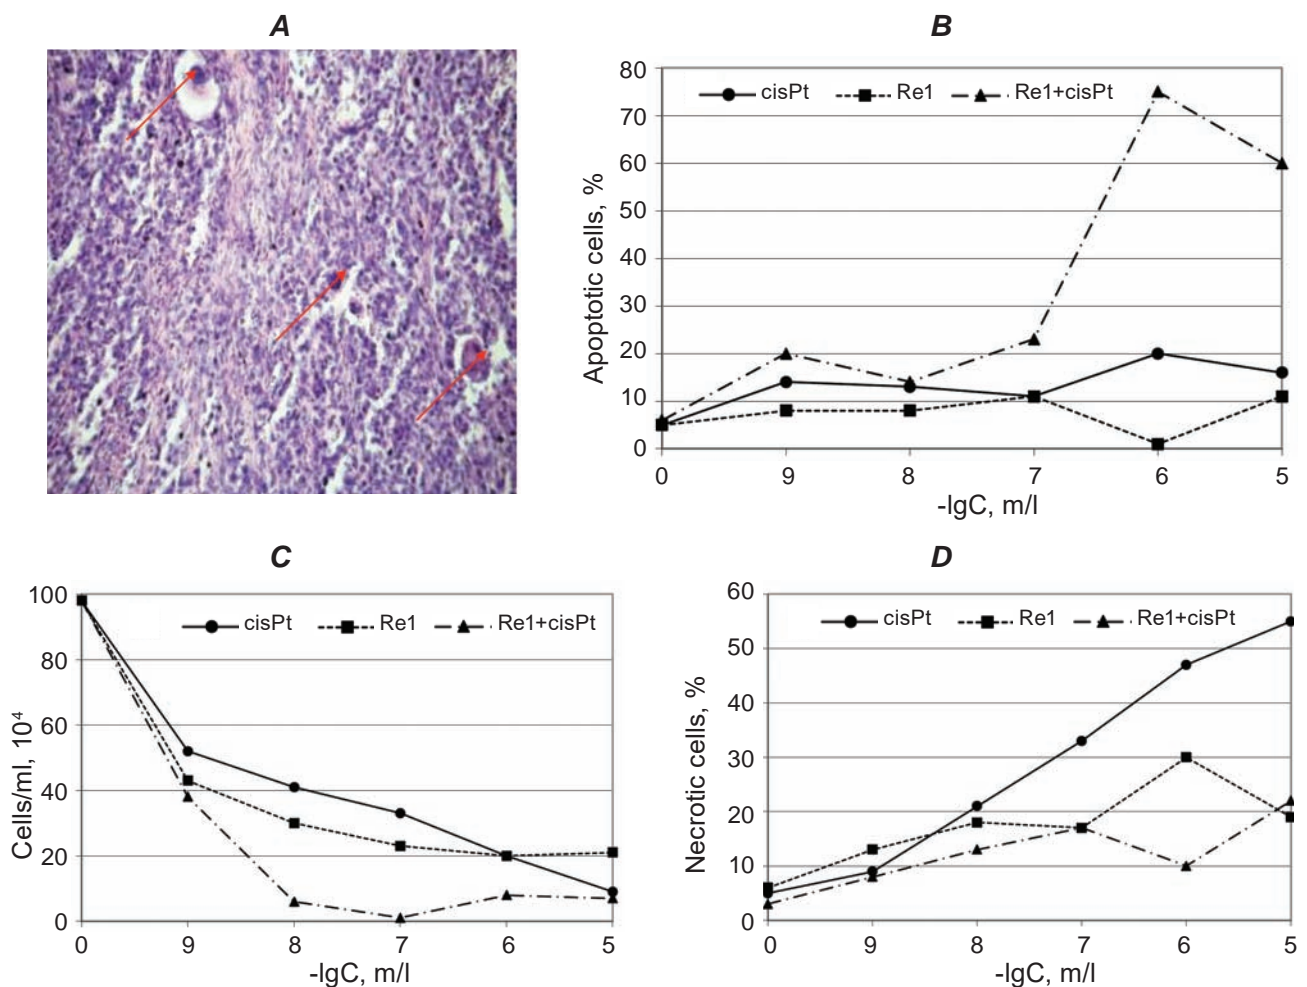 A
B
80
70
60
50
40
30
20
10
0
Apoptotic cells, %
cisPt Re1 Re1+cisPt
0 9 8 7 6 5
-lgC, m/l
C
D
100
80
60
40
20
0
Cells/ml, 10⁴
cisPt Re1 Re1+cisPt
0 9 8 7 6 5
-lgC, m/l
60
50
40
30
20
10
0
Necrotic cells, %
cisPt Re1 Re1+cisPt
0 9 8 7 6 5
-lgC, m/l